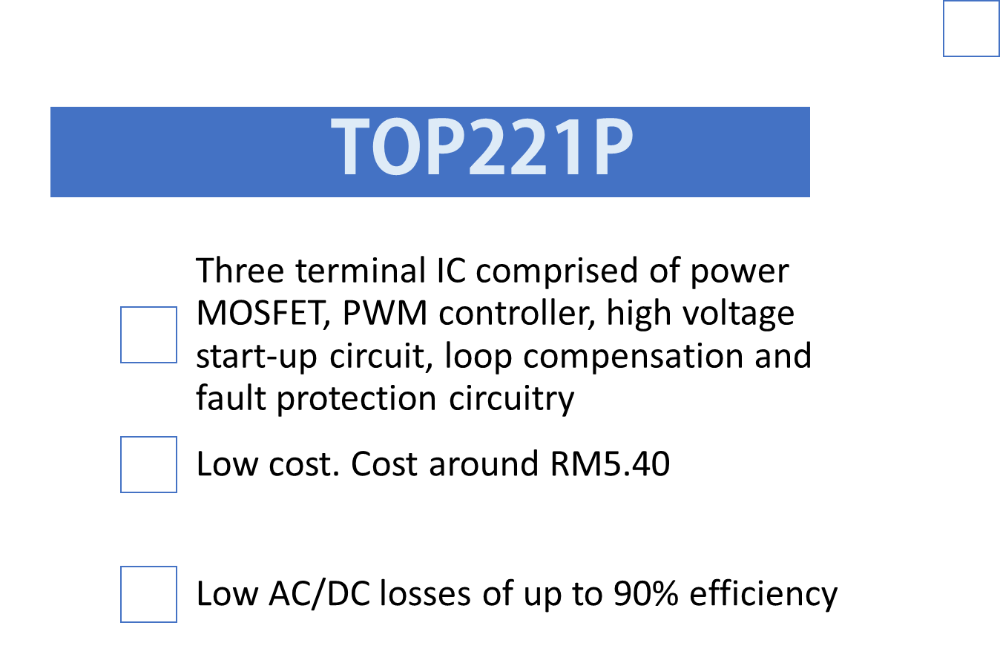 TOP221P
Three terminal IC comprised of power
MOSFET, PWM controller, high voltage
start-up circuit, loop compensation and
fault protection circuitry
Low cost. Cost around RM5.40
Low AC/DC losses of up to 90% efficiency